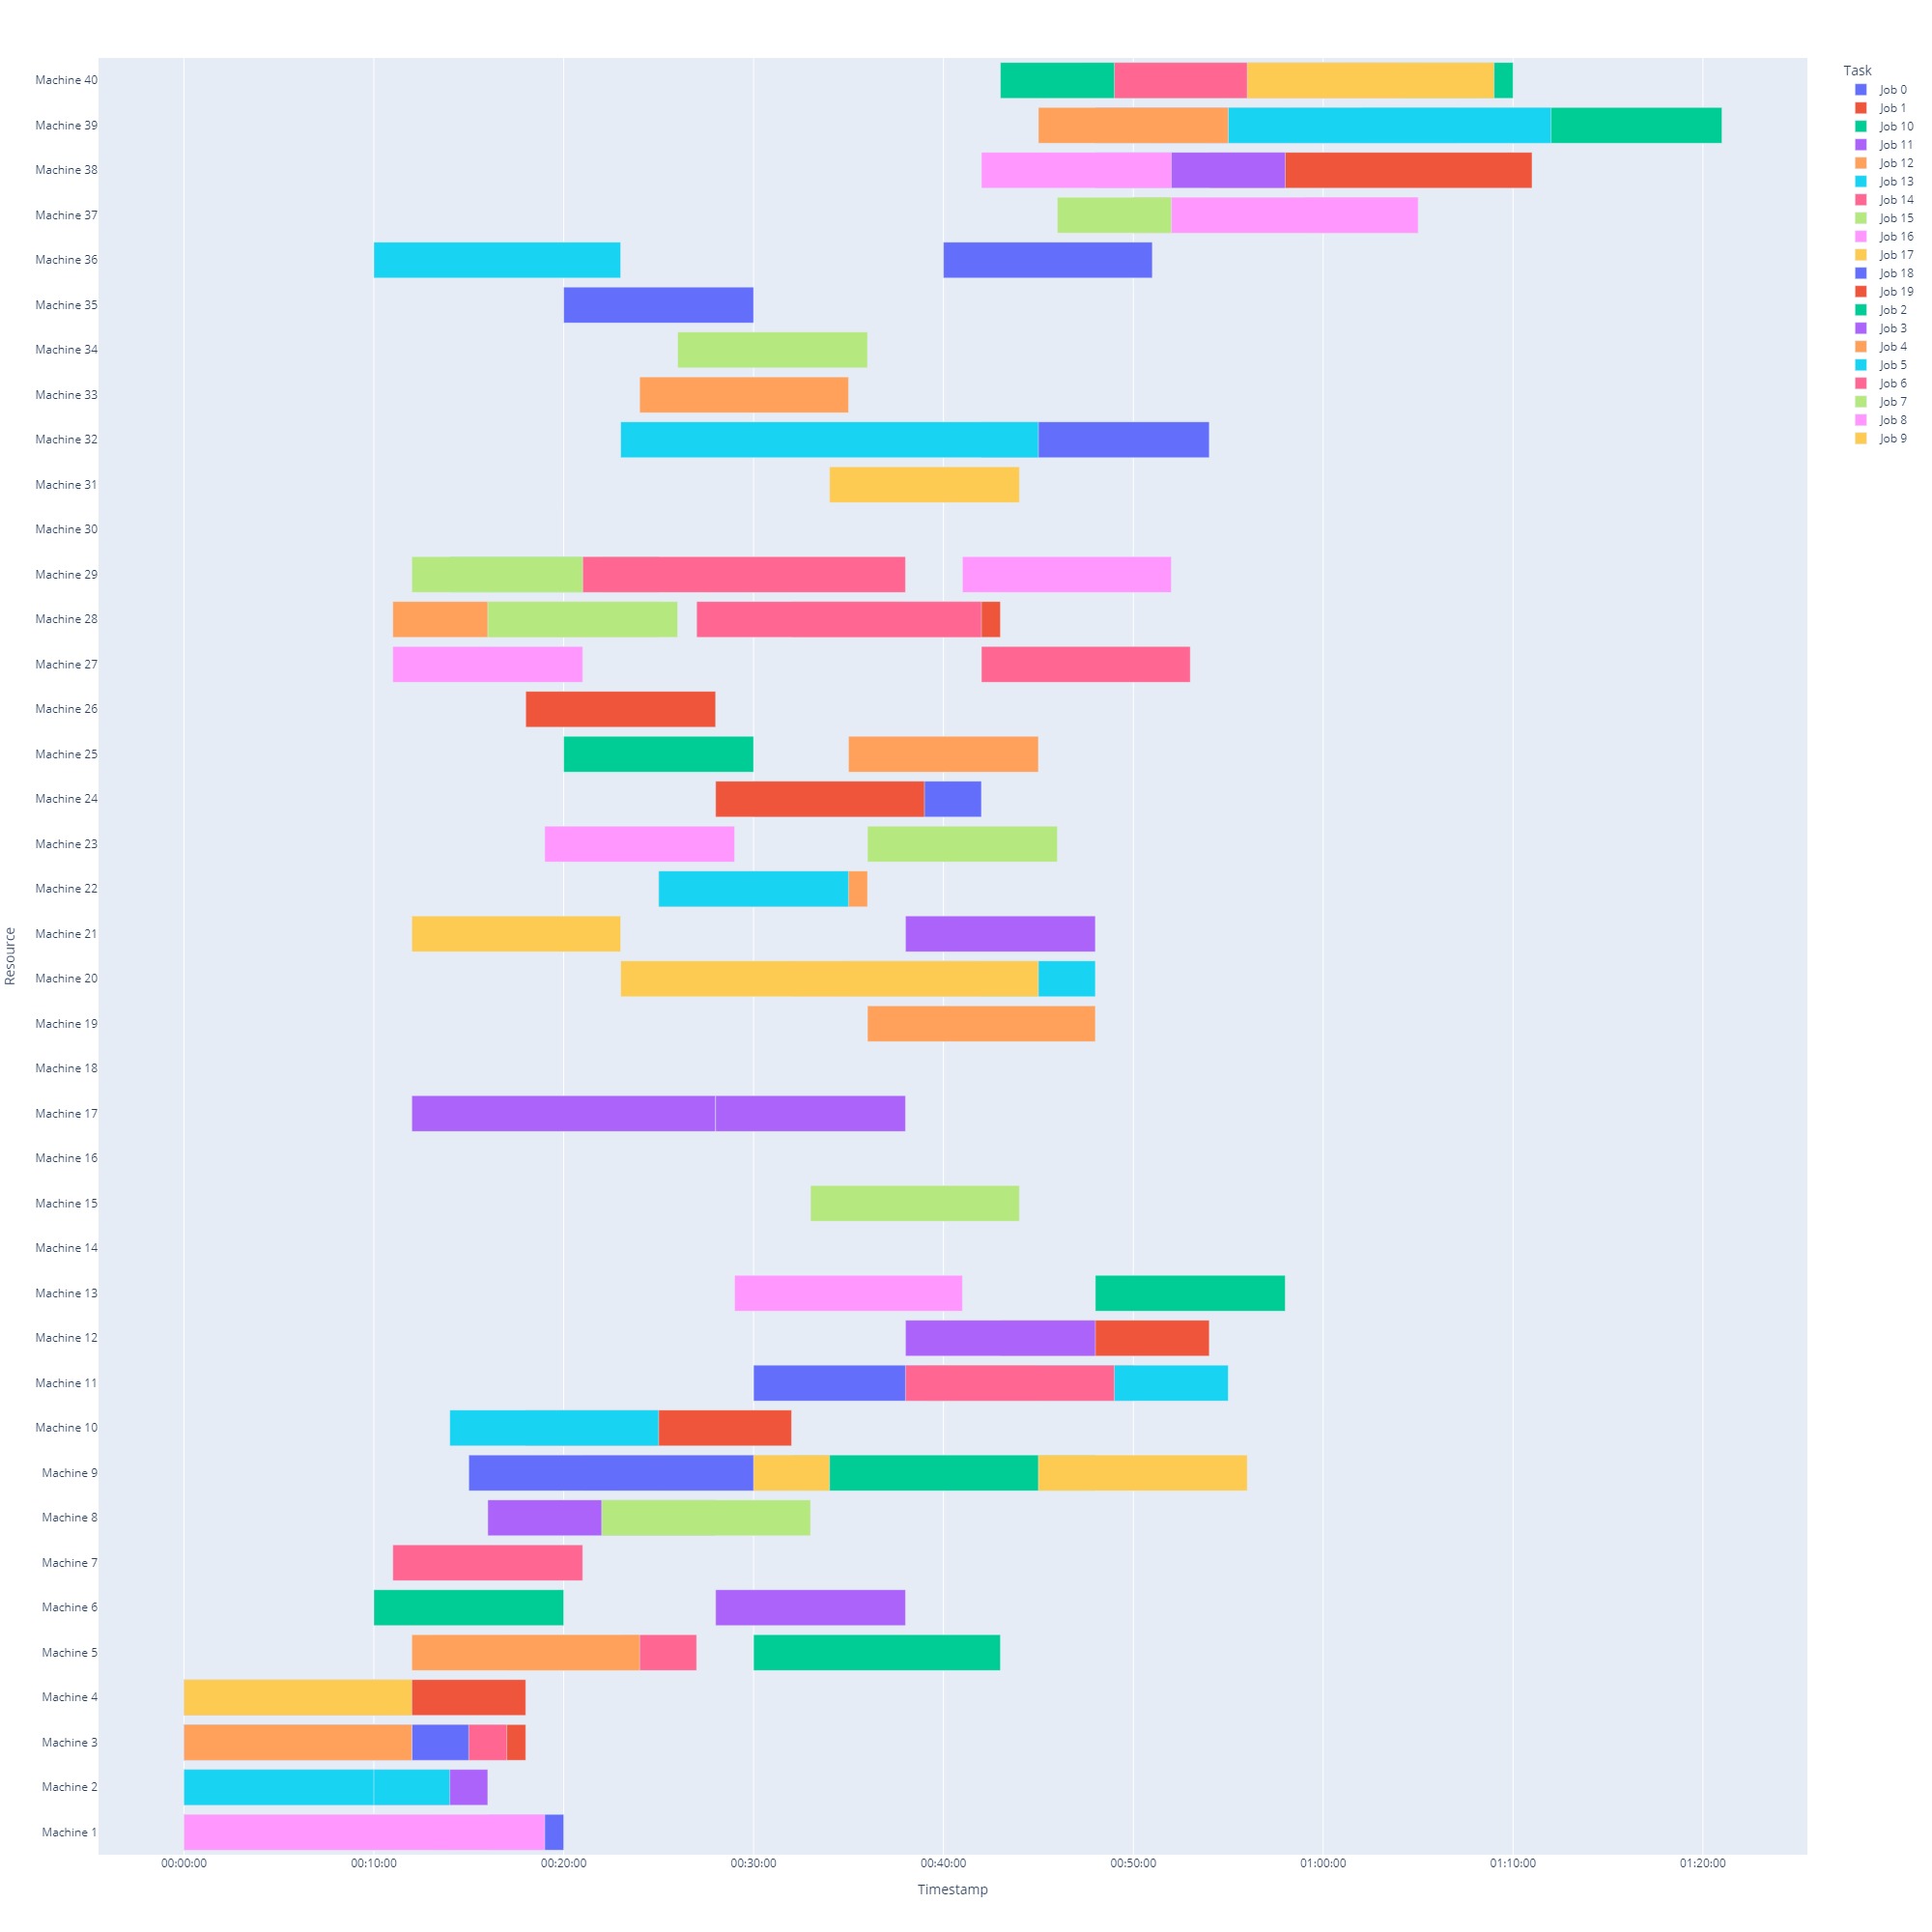 Machine 40
Machine 39
Machine 38
Machine 37
Machine 36
Machine 35
Machine 34
Machine 33
Machine 32
Machine 31
Machine 30
Machine 29
Machine 28
Machine 27
Machine 26
Machine 25
Machine 24
Machine 23
Machine 22
Machine 21
Machine 20
Machine 19
Machine 18
Machine 17
Machine 16
Machine 15
Machine 14
Machine 13
Machine 12
Machine 11
Machine 10
Machine 9
Machine 8
Machine 7
Machine 6
Machine 5
Machine 4
Machine 3
Machine 2
Machine 1
Resource
00:00:00 00:10:00 00:20:00 00:30:00 00:40:00 00:50:00 01:00:00 01:10:00 01:20:00
Timestamp
Task
Job 0
Job 1
Job 10
Job 11
Job 12
Job 13
Job 14
Job 15
Job 16
Job 17
Job 18
Job 19
Job 2
Job 3
Job 4
Job 5
Job 6
Job 7
Job 8
Job 9